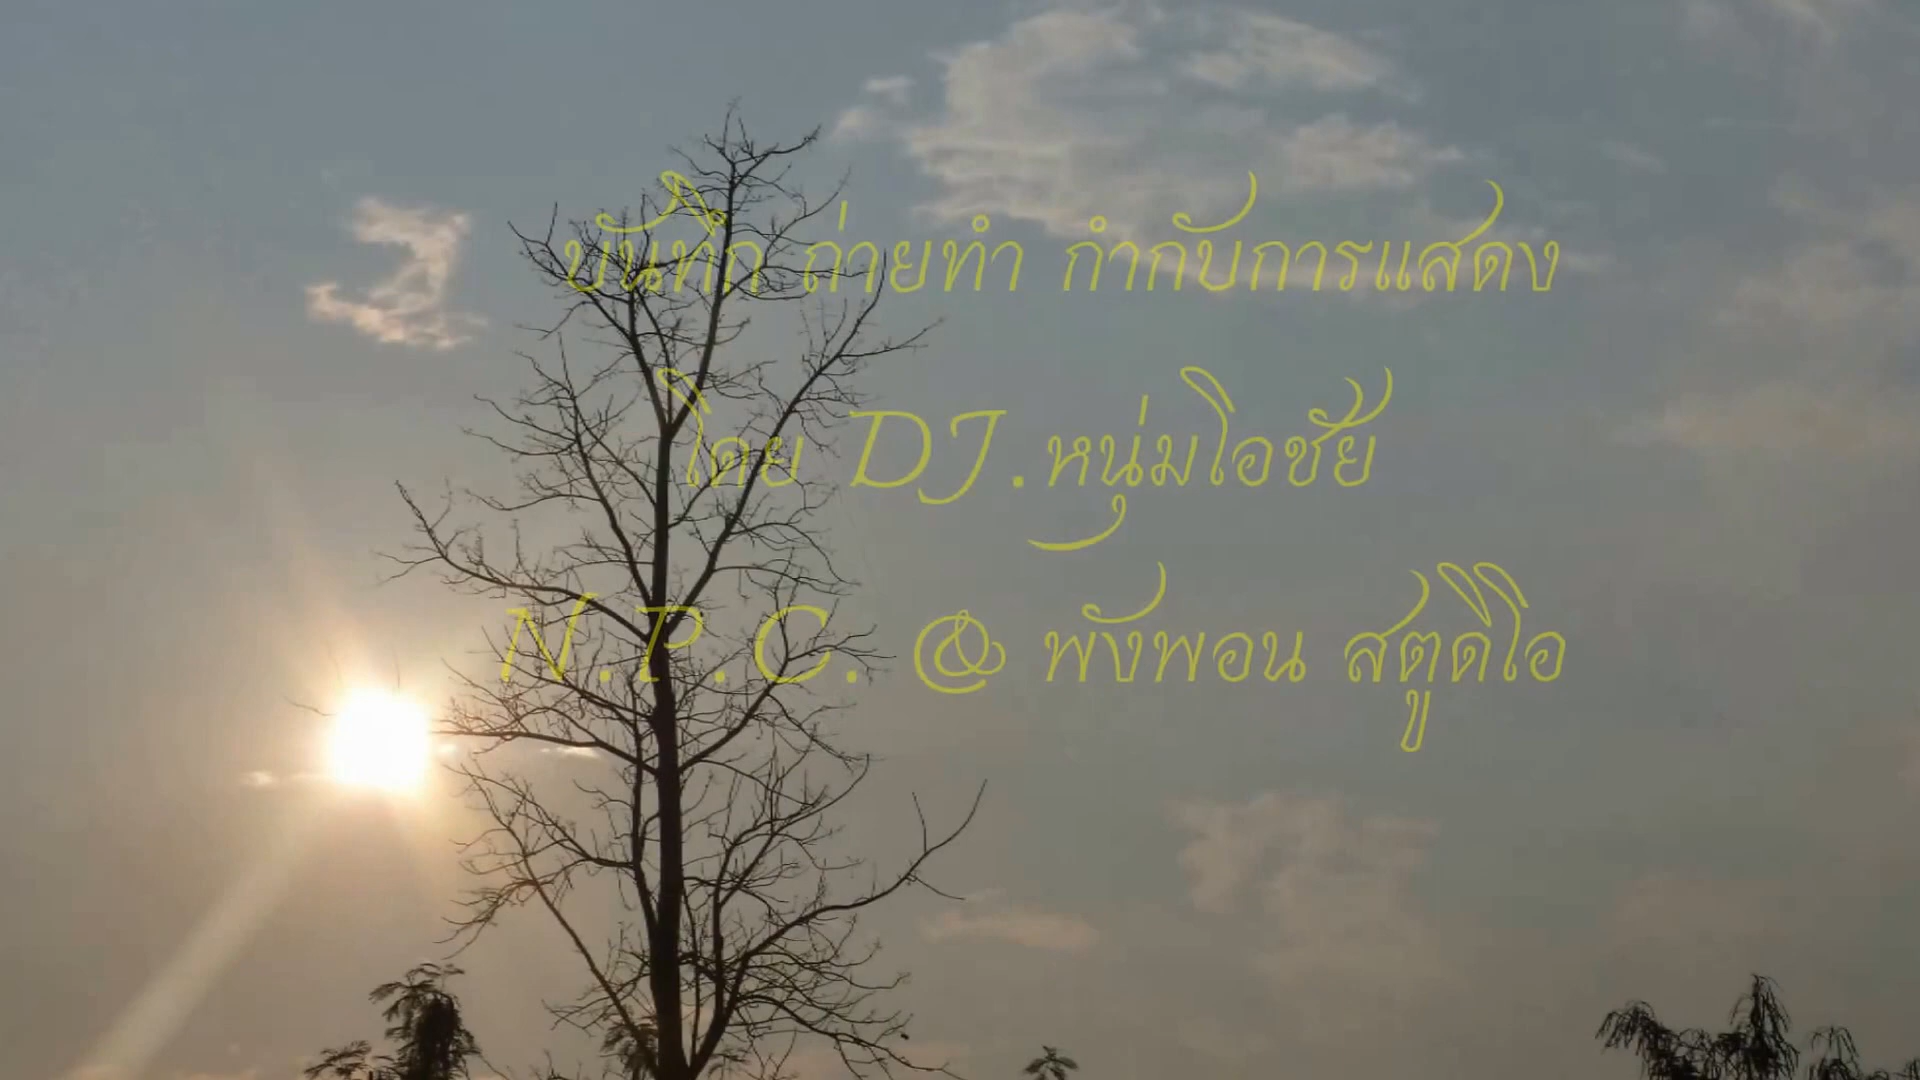 บันทึก ถ่ายทำ กำกับการแสดง
โดย DJ.หนุ่มโอชัย
N.P.C. @ พังพอน สตูดิโอ